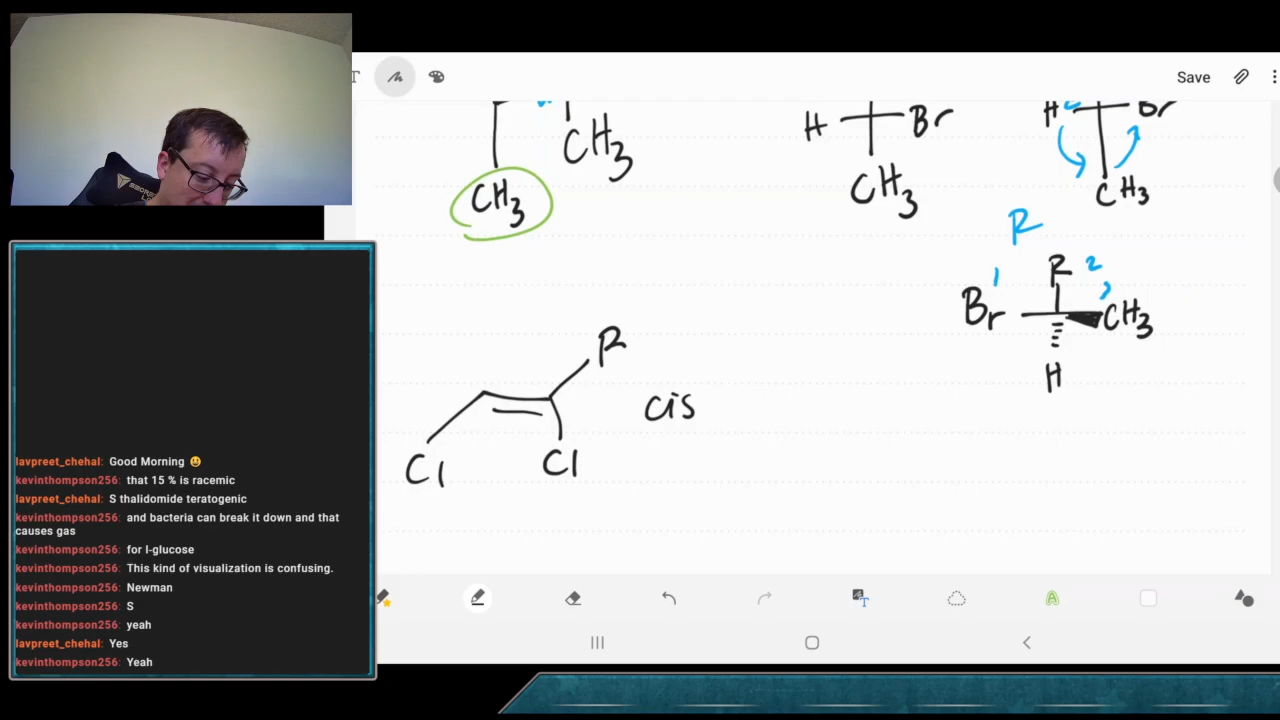 T
Save
H
Br
H
2
Br
CH3
CH3
CH3
CH3
R
R
2
1
Br
CH3
H
R
cis
Cl
Cl
lavpreet_chehal: Good Morning 😃
kevinthompson256: that 15 % is racemic
lavpreet_chehal: S thalidomide teratogenic
kevinthompson256: and bacteria can break it down and that
causes gas
kevinthompson256: for l-glucose
kevinthompson256: This kind of visualization is confusing.
kevinthompson256: Newman
kevinthompson256: S
kevinthompson256: yeah
lavpreet_chehal: Yes
kevinthompson256: Yeah
T
A